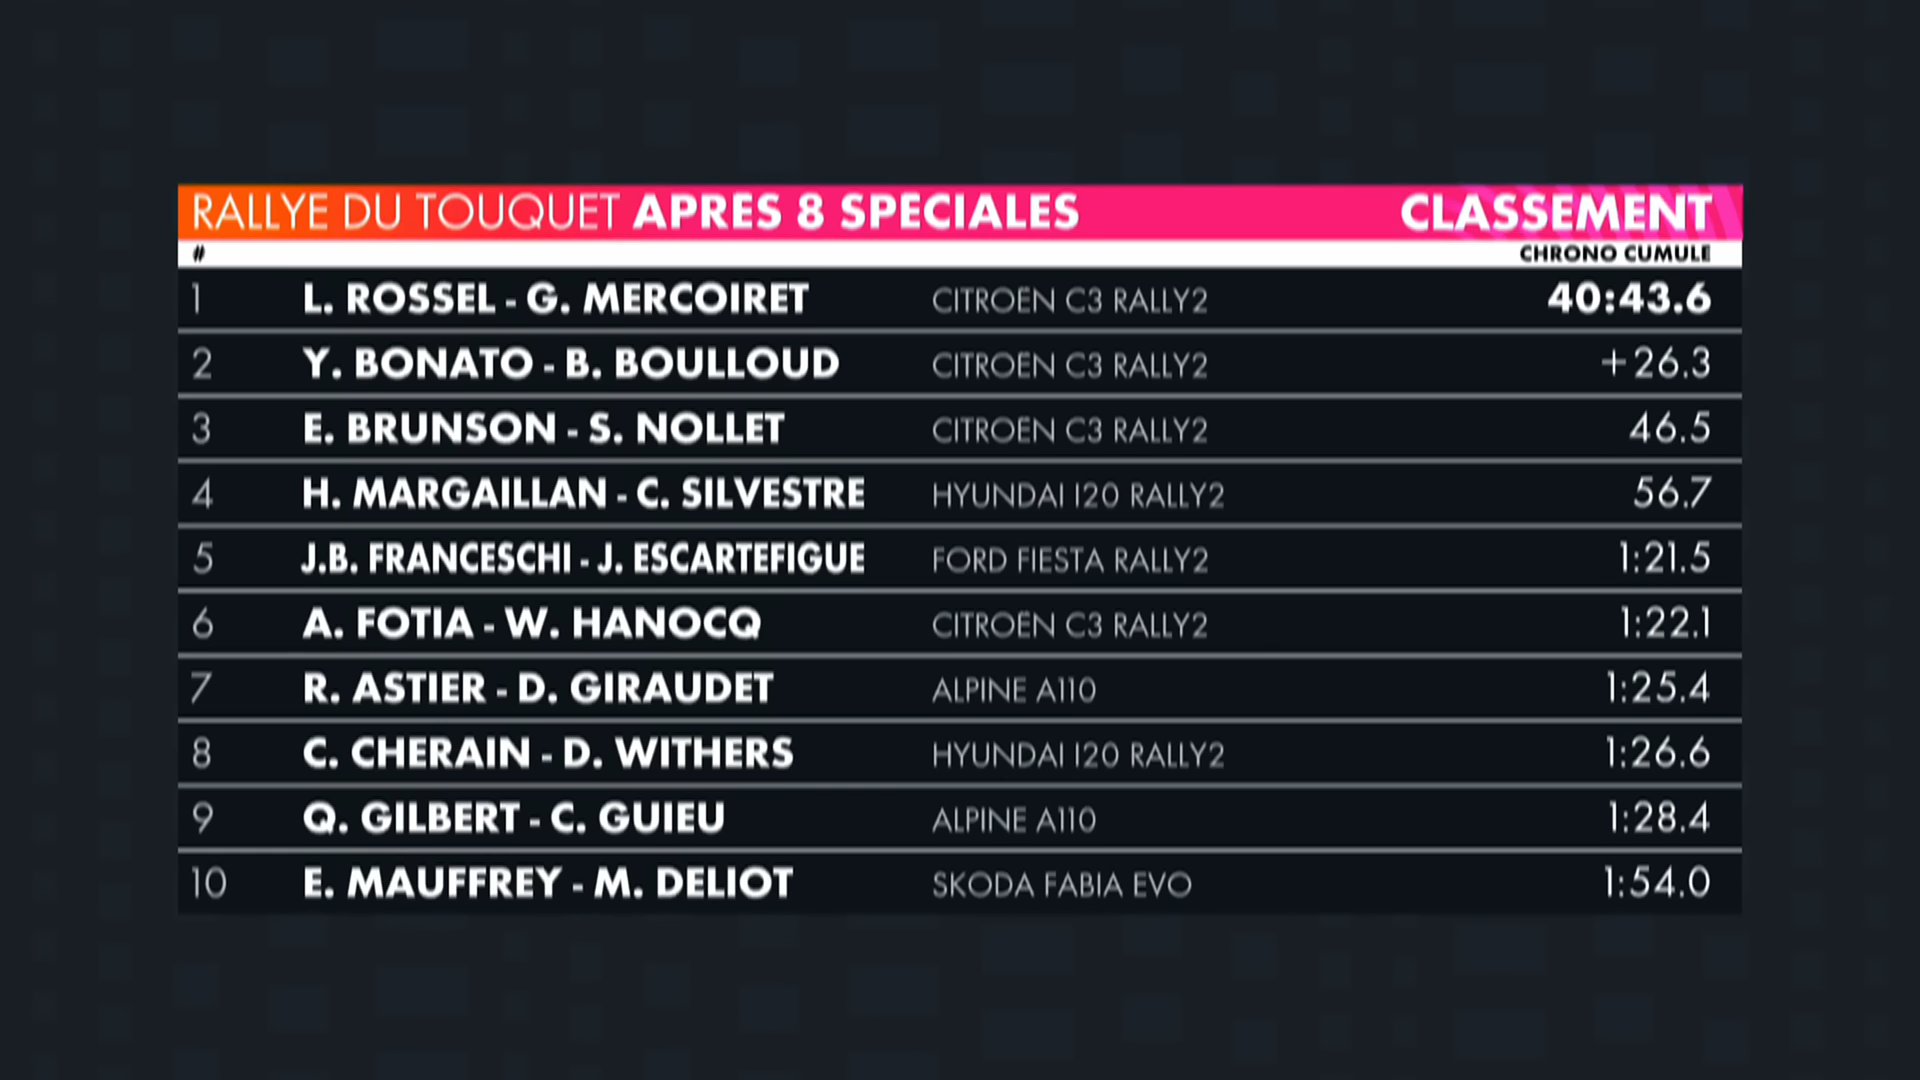 RALLYE DU TOUQUET APRES 8 SPECIALES CLASSEMENT
# CHRONO CUMULE
1 L. ROSSEL - G. MERCOIRET CITROËN C3 RALLY2 40:43.6
2 Y. BONATO - B. BOULLOUD CITROËN C3 RALLY2 +26.3
3 E. BRUNSON - S. NOLLET CITROËN C3 RALLY2 46.5
4 H. MARGAILLAN - C. SILVESTRE HYUNDAI I20 RALLY2 56.7
5 J.B. FRANCESCHI - J. ESCARTEFIGUE FORD FIESTA RALLY2 1:21.5
6 A. FOTIA - W. HANOCQ CITROËN C3 RALLY2 1:22.1
7 R. ASTIER - D. GIRAUDET ALPINE A110 1:25.4
8 C. CHERAIN - D. WITHERS HYUNDAI I20 RALLY2 1:26.6
9 Q. GILBERT - C. GUIEU ALPINE A110 1:28.4
10 E. MAUFFREY - M. DELIOT SKODA FABIA EVO 1:54.0